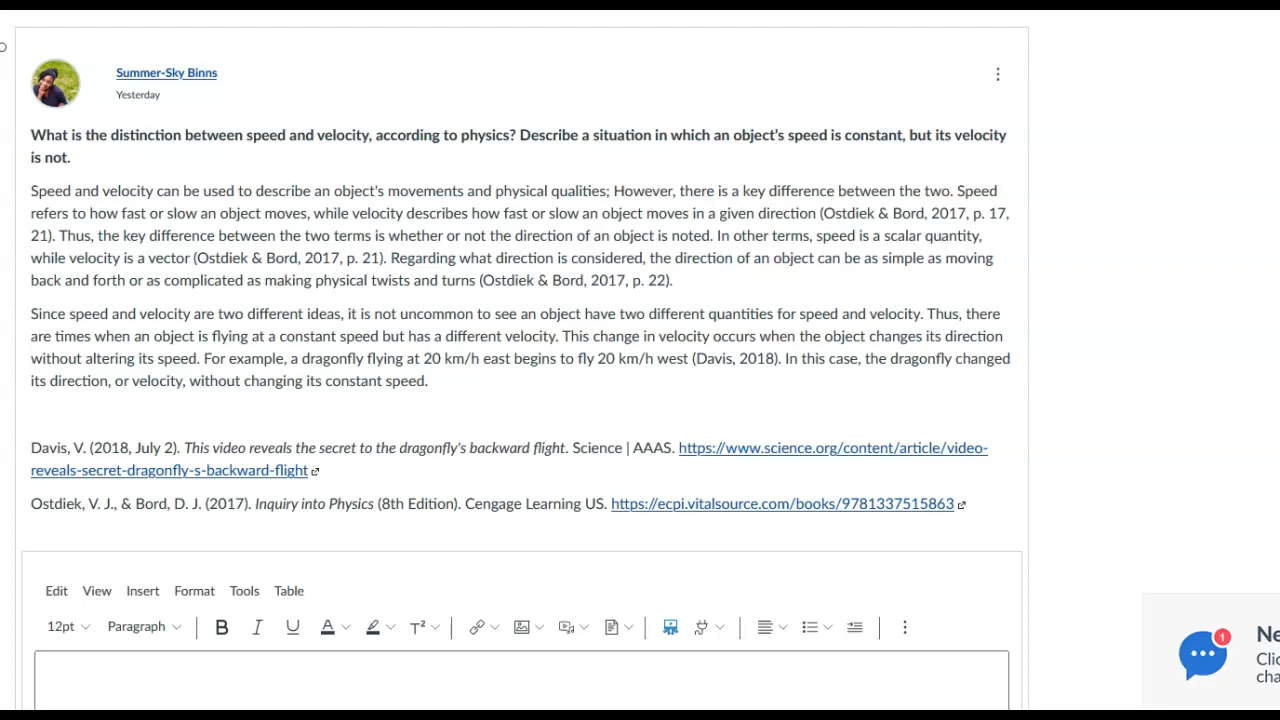 Summer-Sky Binns
Yesterday
What is the distinction between speed and velocity, according to physics? Describe a situation in which an object's speed is constant, but its velocity
is not.
Speed and velocity can be used to describe an object's movements and physical qualities; However, there is a key difference between the two. Speed
refers to how fast or slow an object moves, while velocity describes how fast or slow an object moves in a given direction (Ostdiek & Bord, 2017, p. 17,
21). Thus, the key difference between the two terms is whether or not the direction of an object is noted. In other terms, speed is a scalar quantity,
while velocity is a vector (Ostdiek & Bord, 2017, p. 21). Regarding what direction is considered, the direction of an object can be as simple as moving
back and forth or as complicated as making physical twists and turns (Ostdiek & Bord, 2017, p. 22).
Since speed and velocity are two different ideas, it is not uncommon to see an object have two different quantities for speed and velocity. Thus, there
are times when an object is flying at a constant speed but has a different velocity. This change in velocity occurs when the object changes its direction
without altering its speed. For example, a dragonfly flying at 20 km/h east begins to fly 20 km/h west (Davis, 2018). In this case, the dragonfly changed
its direction, or velocity, without changing its constant speed.
Davis, V. (2018, July 2). This video reveals the secret to the dragonfly's backward flight. Science | AAAS. https://www.science.org/content/article/video-
reveals-secret-dragonfly-s-backward-flight
Ostdiek, V. J., & Bord, D. J. (2017). Inquiry into Physics (8th Edition). Cengage Learning US. https://ecpi.vitalsource.com/books/9781337515863
Edit View Insert Format Tools Table
12pt Paragraph B I U A T²
1
Ne
Clic
cha